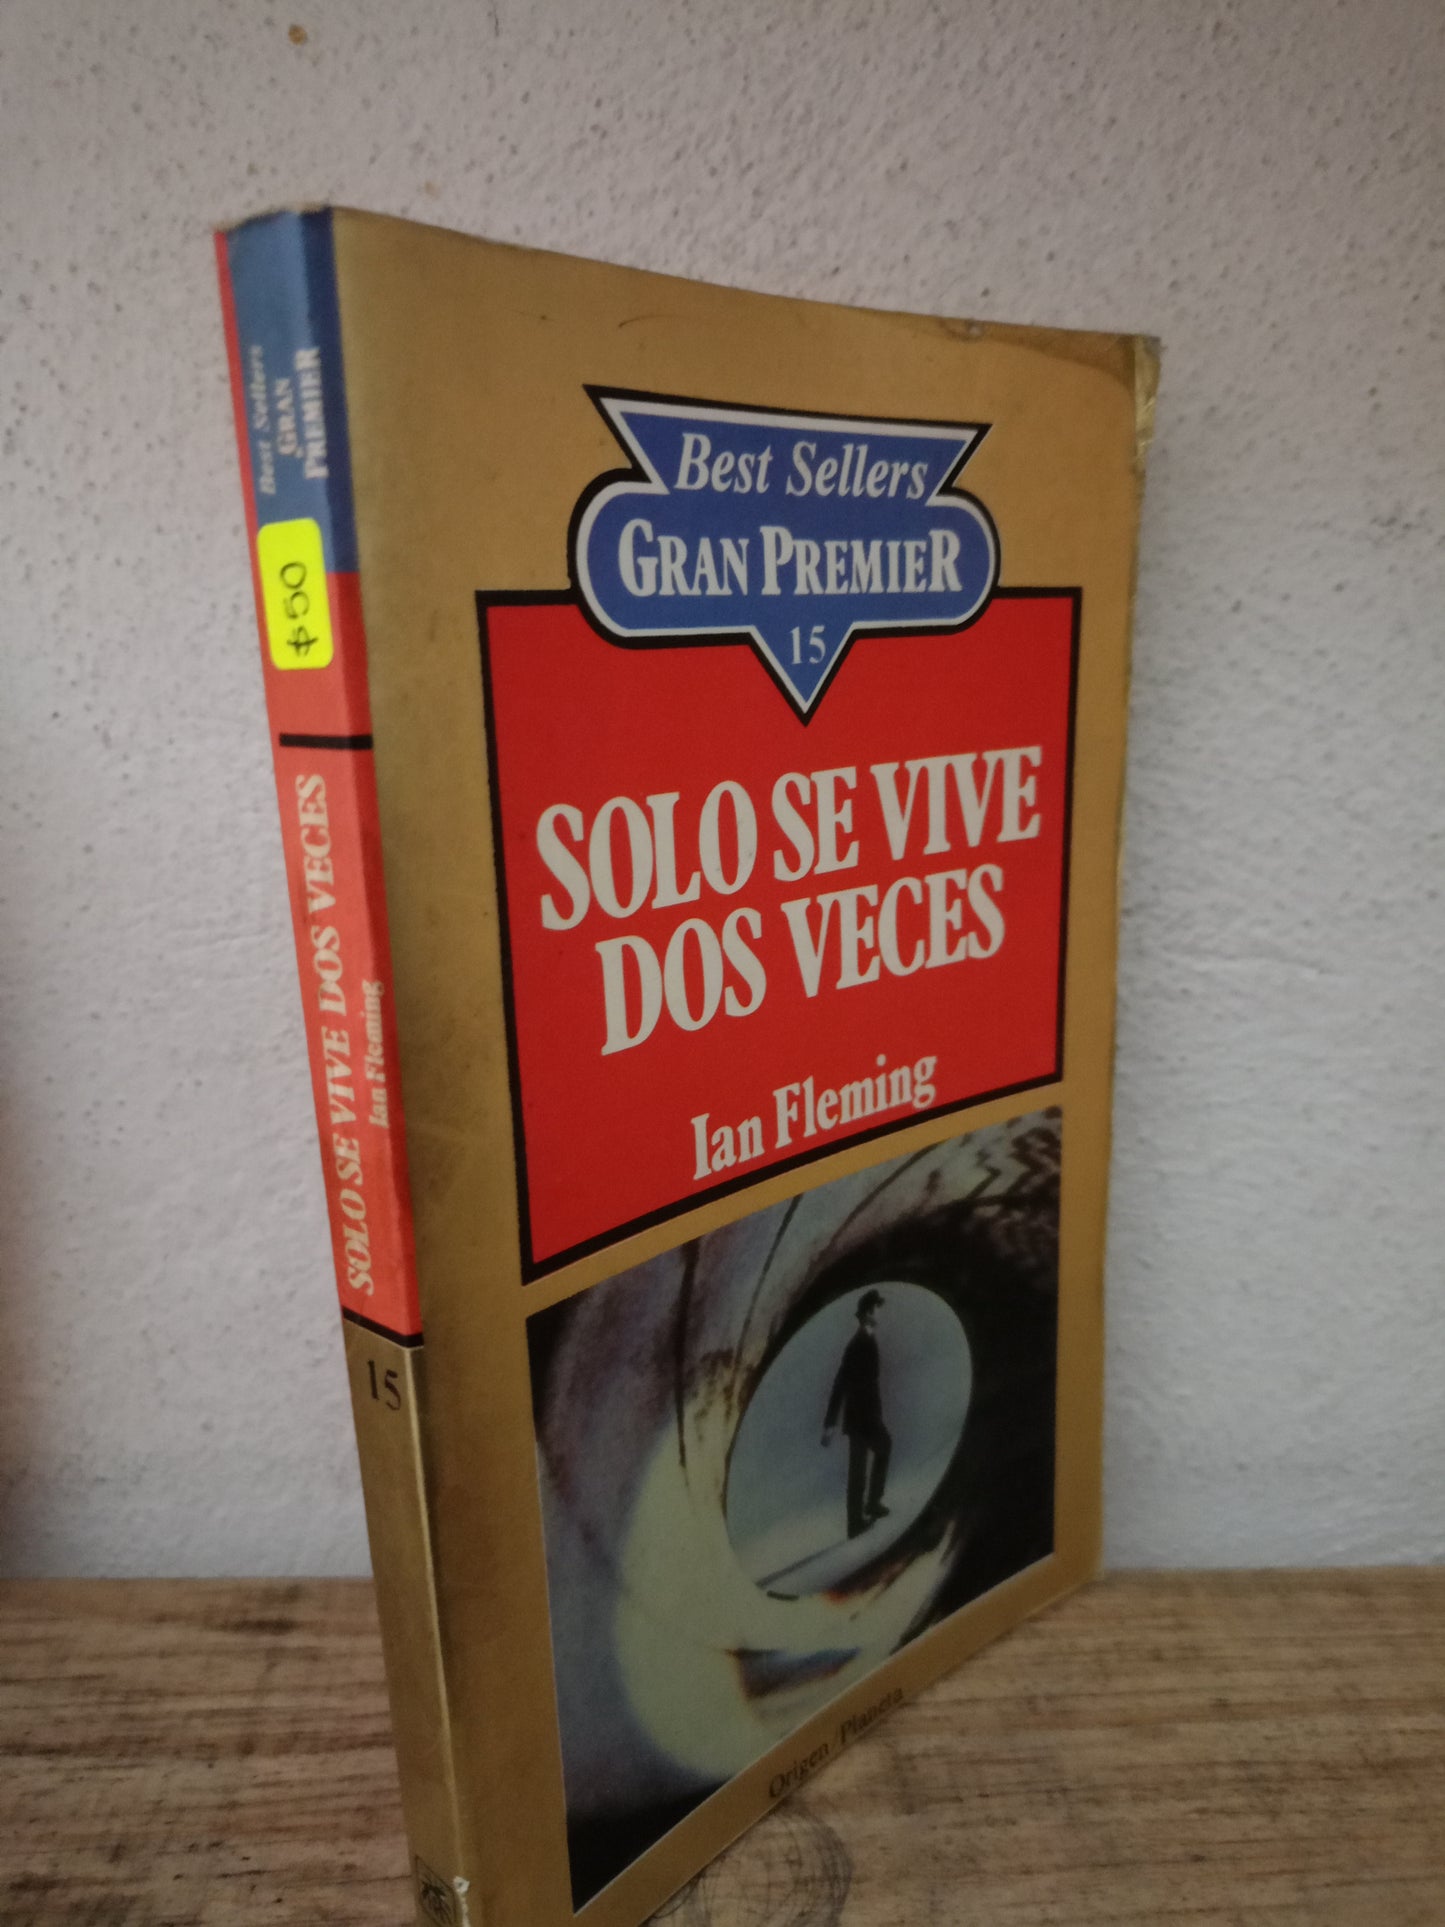 Best Sellers
GRAN PREMIER
15
SOLO SE VIVE
DOS VECES
Ian Fleming
Origen/Planeta
Best Sellers
GRAN
PREMIER
$50
SOLO SE VIVE DOS VECES
Ian Fleming
15